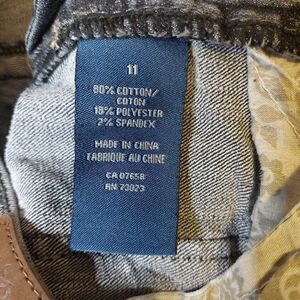 11
80% COTTON/
COTON
18% POLYESTER
2% SPANDEX
MADE IN CHINA
FABRIQUE AU CHINE
CA 07658
RN 73023